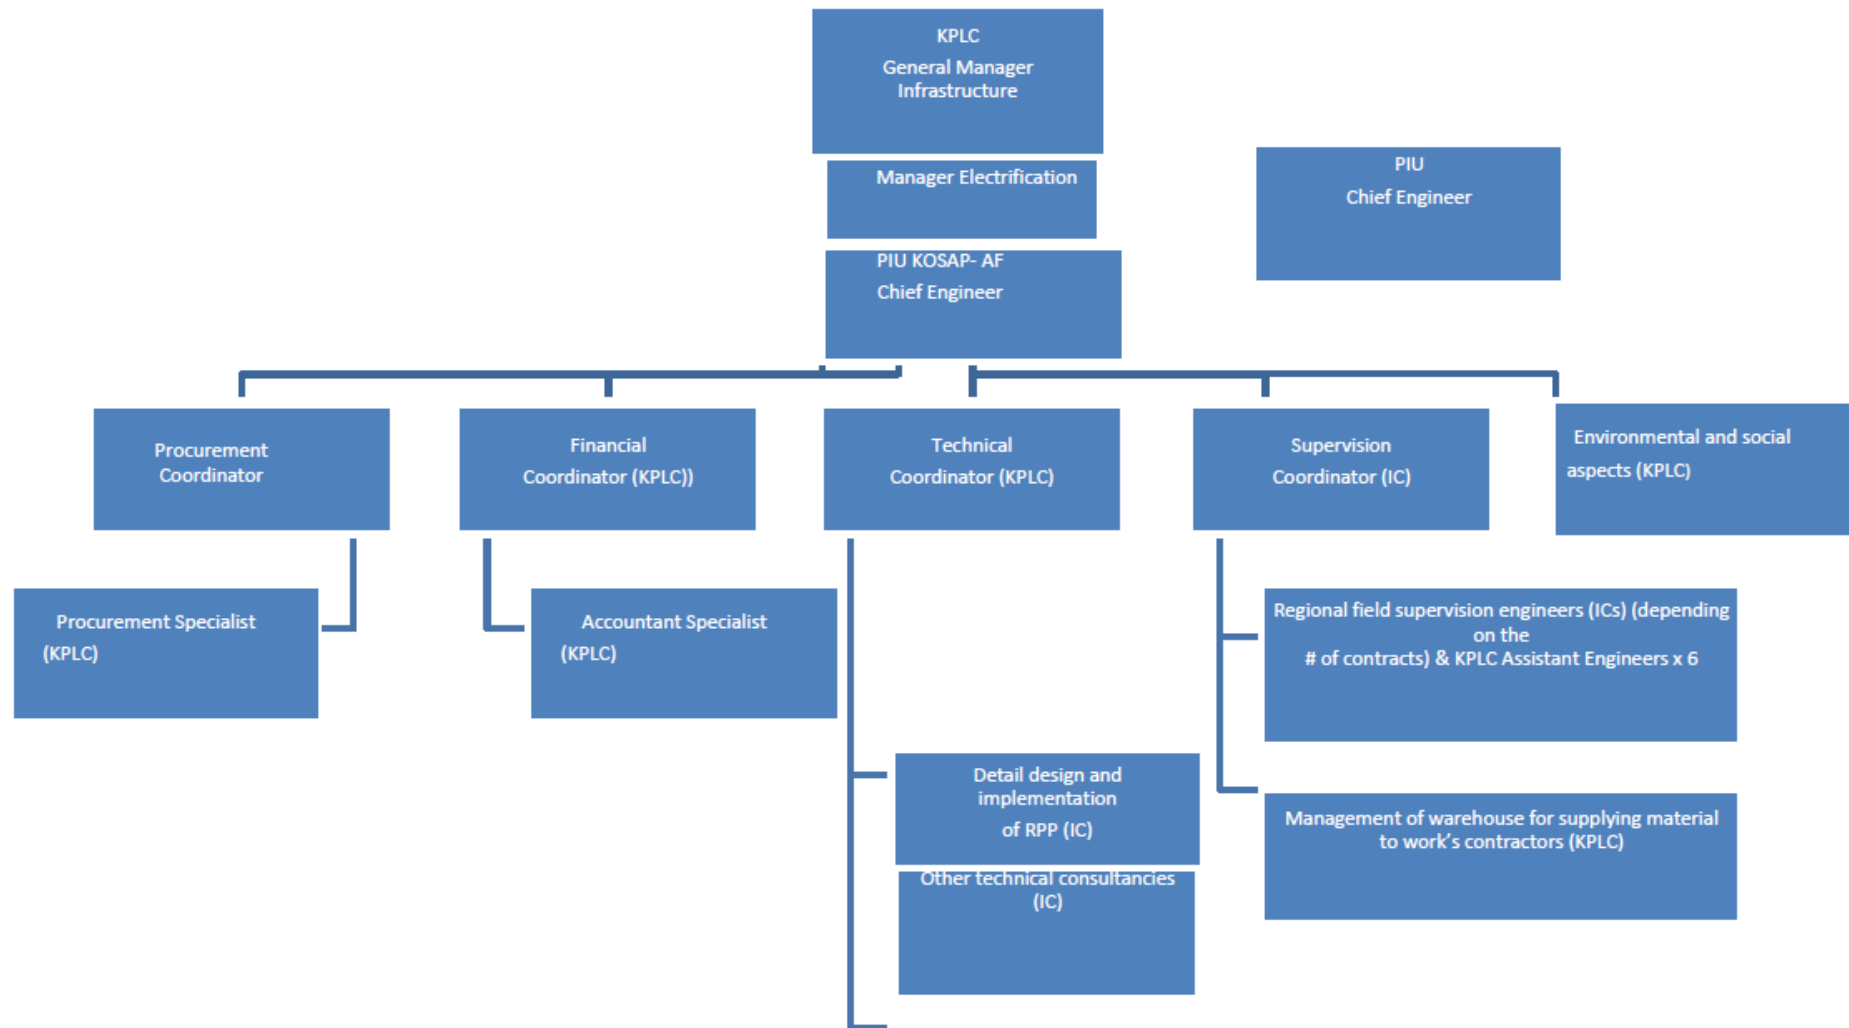 KPLC
General Manager
Infrastructure
Manager Electrification
PIU
Chief Engineer
PIU KOSAP- AF
Chief Engineer
Procurement
Coordinator
Financial
Coordinator (KPLC))
Technical
Coordinator (KPLC)
Supervision
Coordinator (IC)
Environmental and social
aspects (KPLC)
Procurement Specialist
(KPLC)
Accountant Specialist
(KPLC)
Regional field supervision engineers (ICs) (depending
on the
# of contracts) & KPLC Assistant Engineers x 6
Detail design and
implementation
of RPP (IC)
Other technical consultancies
(IC)
Management of warehouse for supplying material
to work’s contractors (KPLC)